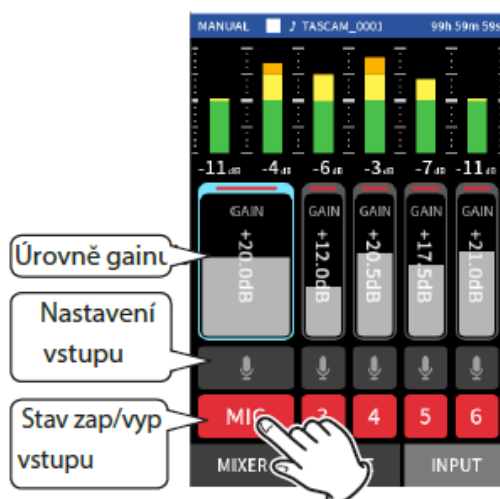 MANUAL ♪ TASCAM_0001 99h 59m 59s
-11dB -4dB -6dB -3dB -7dB -11dB
GAIN GAIN GAIN GAIN GAIN
+20.0dB +12.0dB +20.5dB +17.5dB +21.0dB
Úrovně gainu
Nastavení
vstupu
Stav zap/vyp
vstupu
MIC 4 5 6
MIXER INPUT